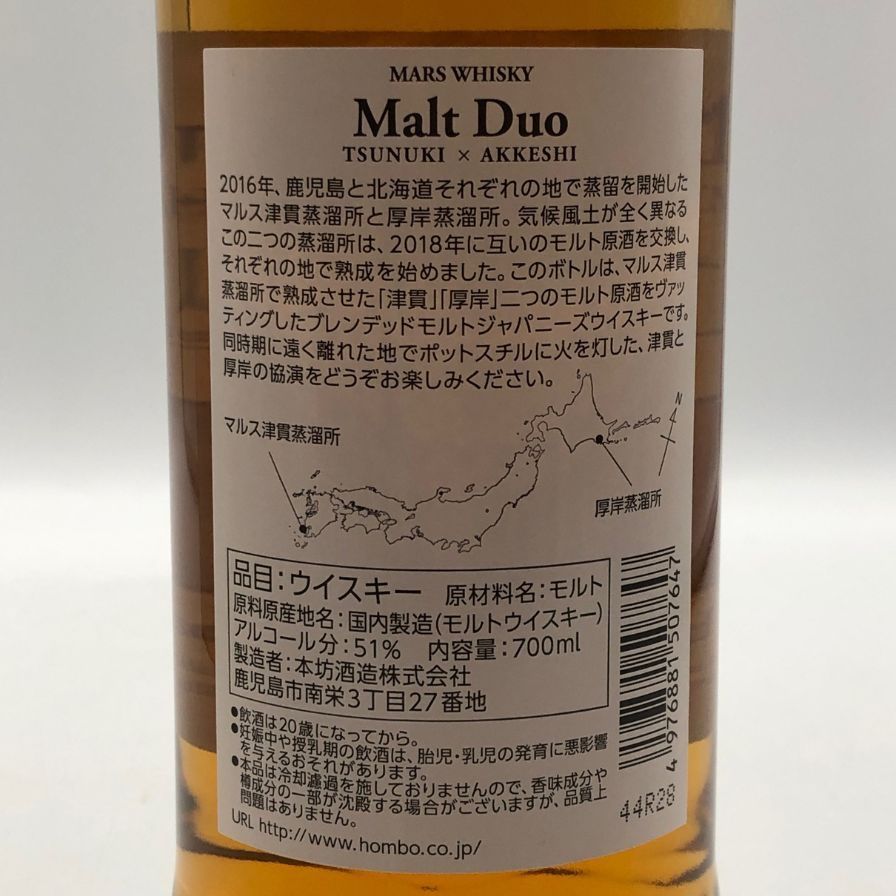 MARS WHISKY
Malt Duo
TSUNUKI × AKKESHI
2016年、鹿児島と北海道それぞれの地で蒸留を開始した
マルス津貫蒸溜所と厚岸蒸溜所。気候風土が全く異なる
この二つの蒸溜所は、2018年に互いのモルト原酒を交換し、
それぞれの地で熟成を始めました。このボトルは、マルス津貫
蒸溜所で熟成させた「津貫」「厚岸」二つのモルト原酒をヴァッ
ティングしたブレンデッドモルトジャパニーズウイスキーです。
同時期に遠く離れた地でポットスチルに火を灯した、津貫と
厚岸の協演をどうぞお楽しみください。
N
マルス津貫蒸溜所
厚岸蒸溜所
品目：ウイスキー 原材料名：モルト
原料原産地名：国内製造(モルトウイスキー)
アルコール分：51% 内容量：700ml
製造者：本坊酒造株式会社
鹿児島市南栄3丁目27番地
●飲酒は20歳になってから。
●妊娠中や授乳期の飲酒は、胎児・乳児の発育に悪影響
を与えるおそれがあります。
●本品は冷却濾過を施しておりませんので、香味成分や
樽成分の一部が沈殿する場合がございますが、品質上
問題はありません。
URL http://www.hombo.co.jp/
4 976881 507647
44R28